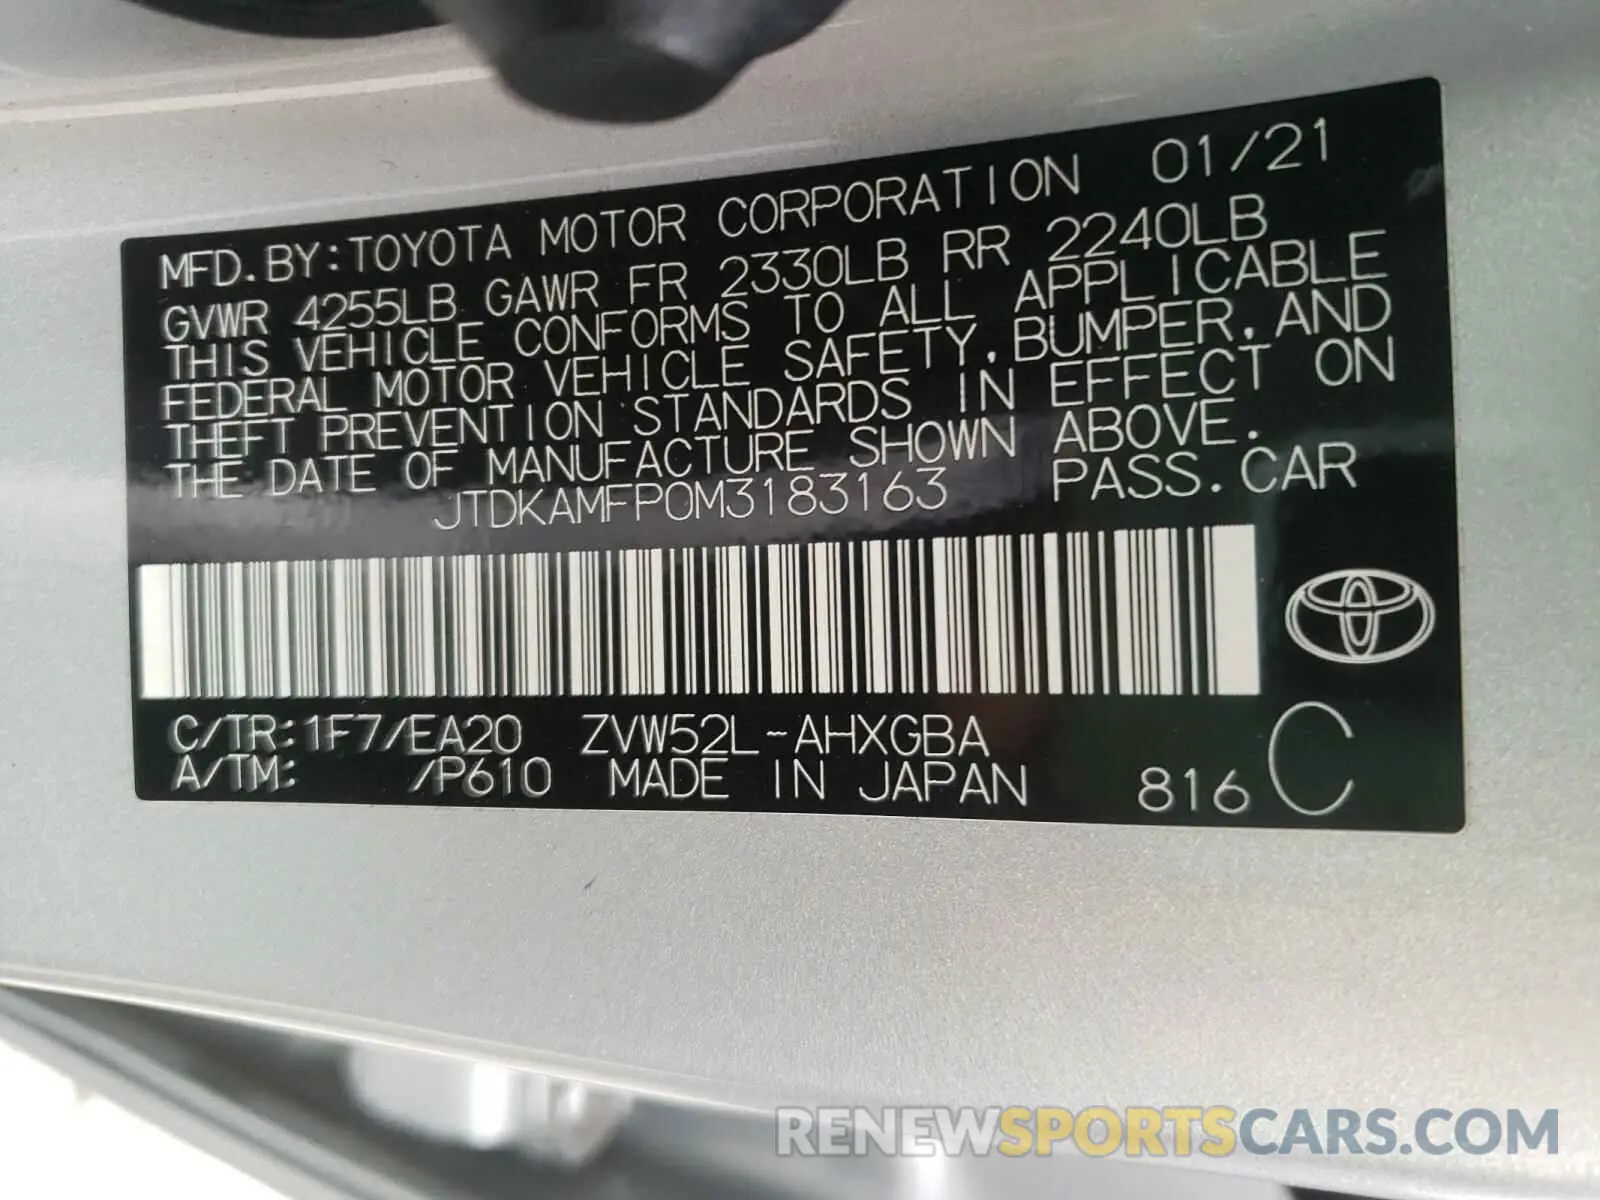 MFD.BY:TOYOTA MOTOR CORPORATION 01/21
GVWR 4255LB GAWR FR 2330LB RR 2240LB
THIS VEHICLE CONFORMS TO ALL APPLICABLE
FEDERAL MOTOR VEHICLE SAFETY,BUMPER,AND
THEFT PREVENTION STANDARDS IN EFFECT ON
THE DATE OF MANUFACTURE SHOWN ABOVE.
JTDKAMFP0M3183163 PASS.CAR
C/TR:1F7/EA20 ZVW52L-AHXGBA
A/TM: /P610 MADE IN JAPAN 816 C
RENEWSPORTSCARS.COM